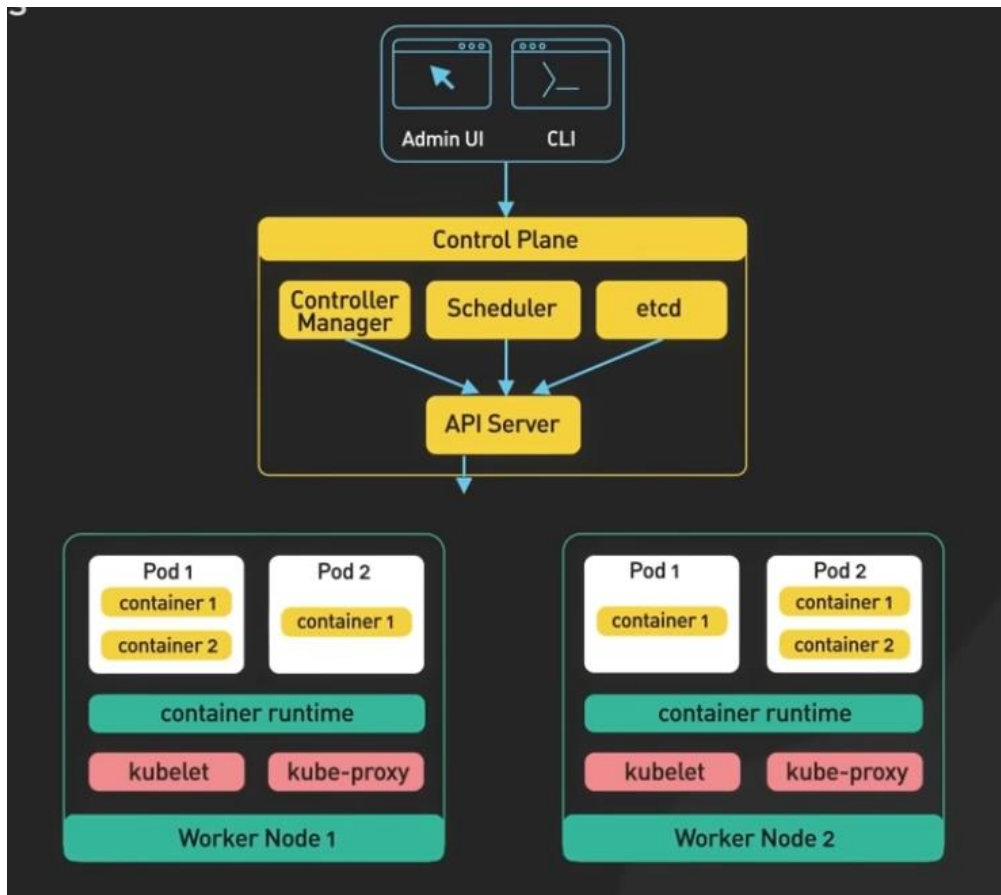 Admin UI
CLI
Control Plane
Controller
Manager
Scheduler
etcd
API Server
Pod 1
container 1
container 2
Pod 2
container 1
container runtime
kubelet
kube-proxy
Worker Node 1
Pod 1
container 1
Pod 2
container 1
container 2
container runtime
kubelet
kube-proxy
Worker Node 2